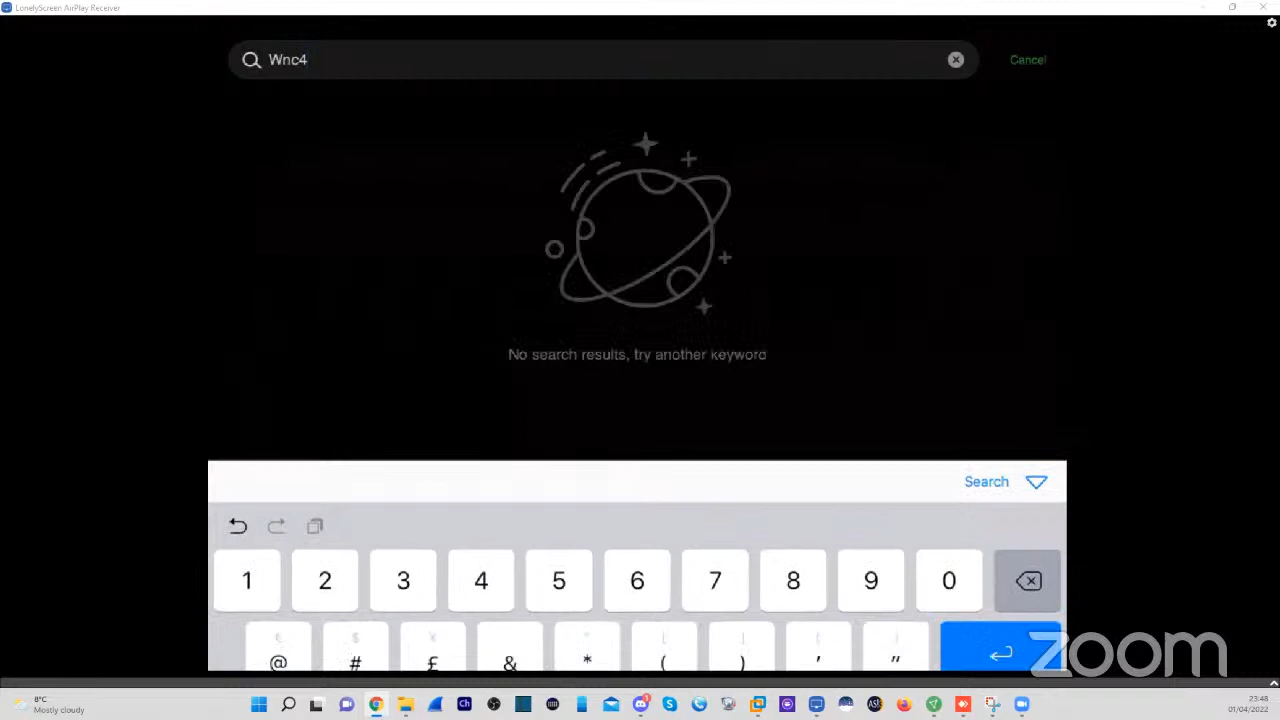 LonelyScreen AirPlay Receiver
Wnc4
Cancel
No search results, try another keyword
Search
1 2 3 4 5 6 7 8 9 0
@ # £ & * ( ) ' "
zoom
8°C
Mostly cloudy
23:48
01/04/2022